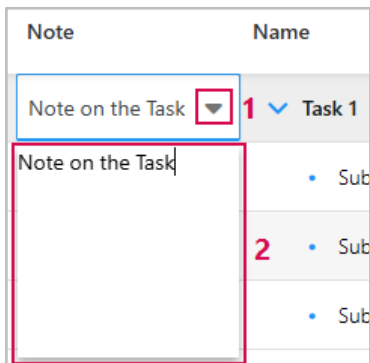 Note Name
Note on the Task 1 Task 1
Note on the Task
Sub
2 Sub
Sub